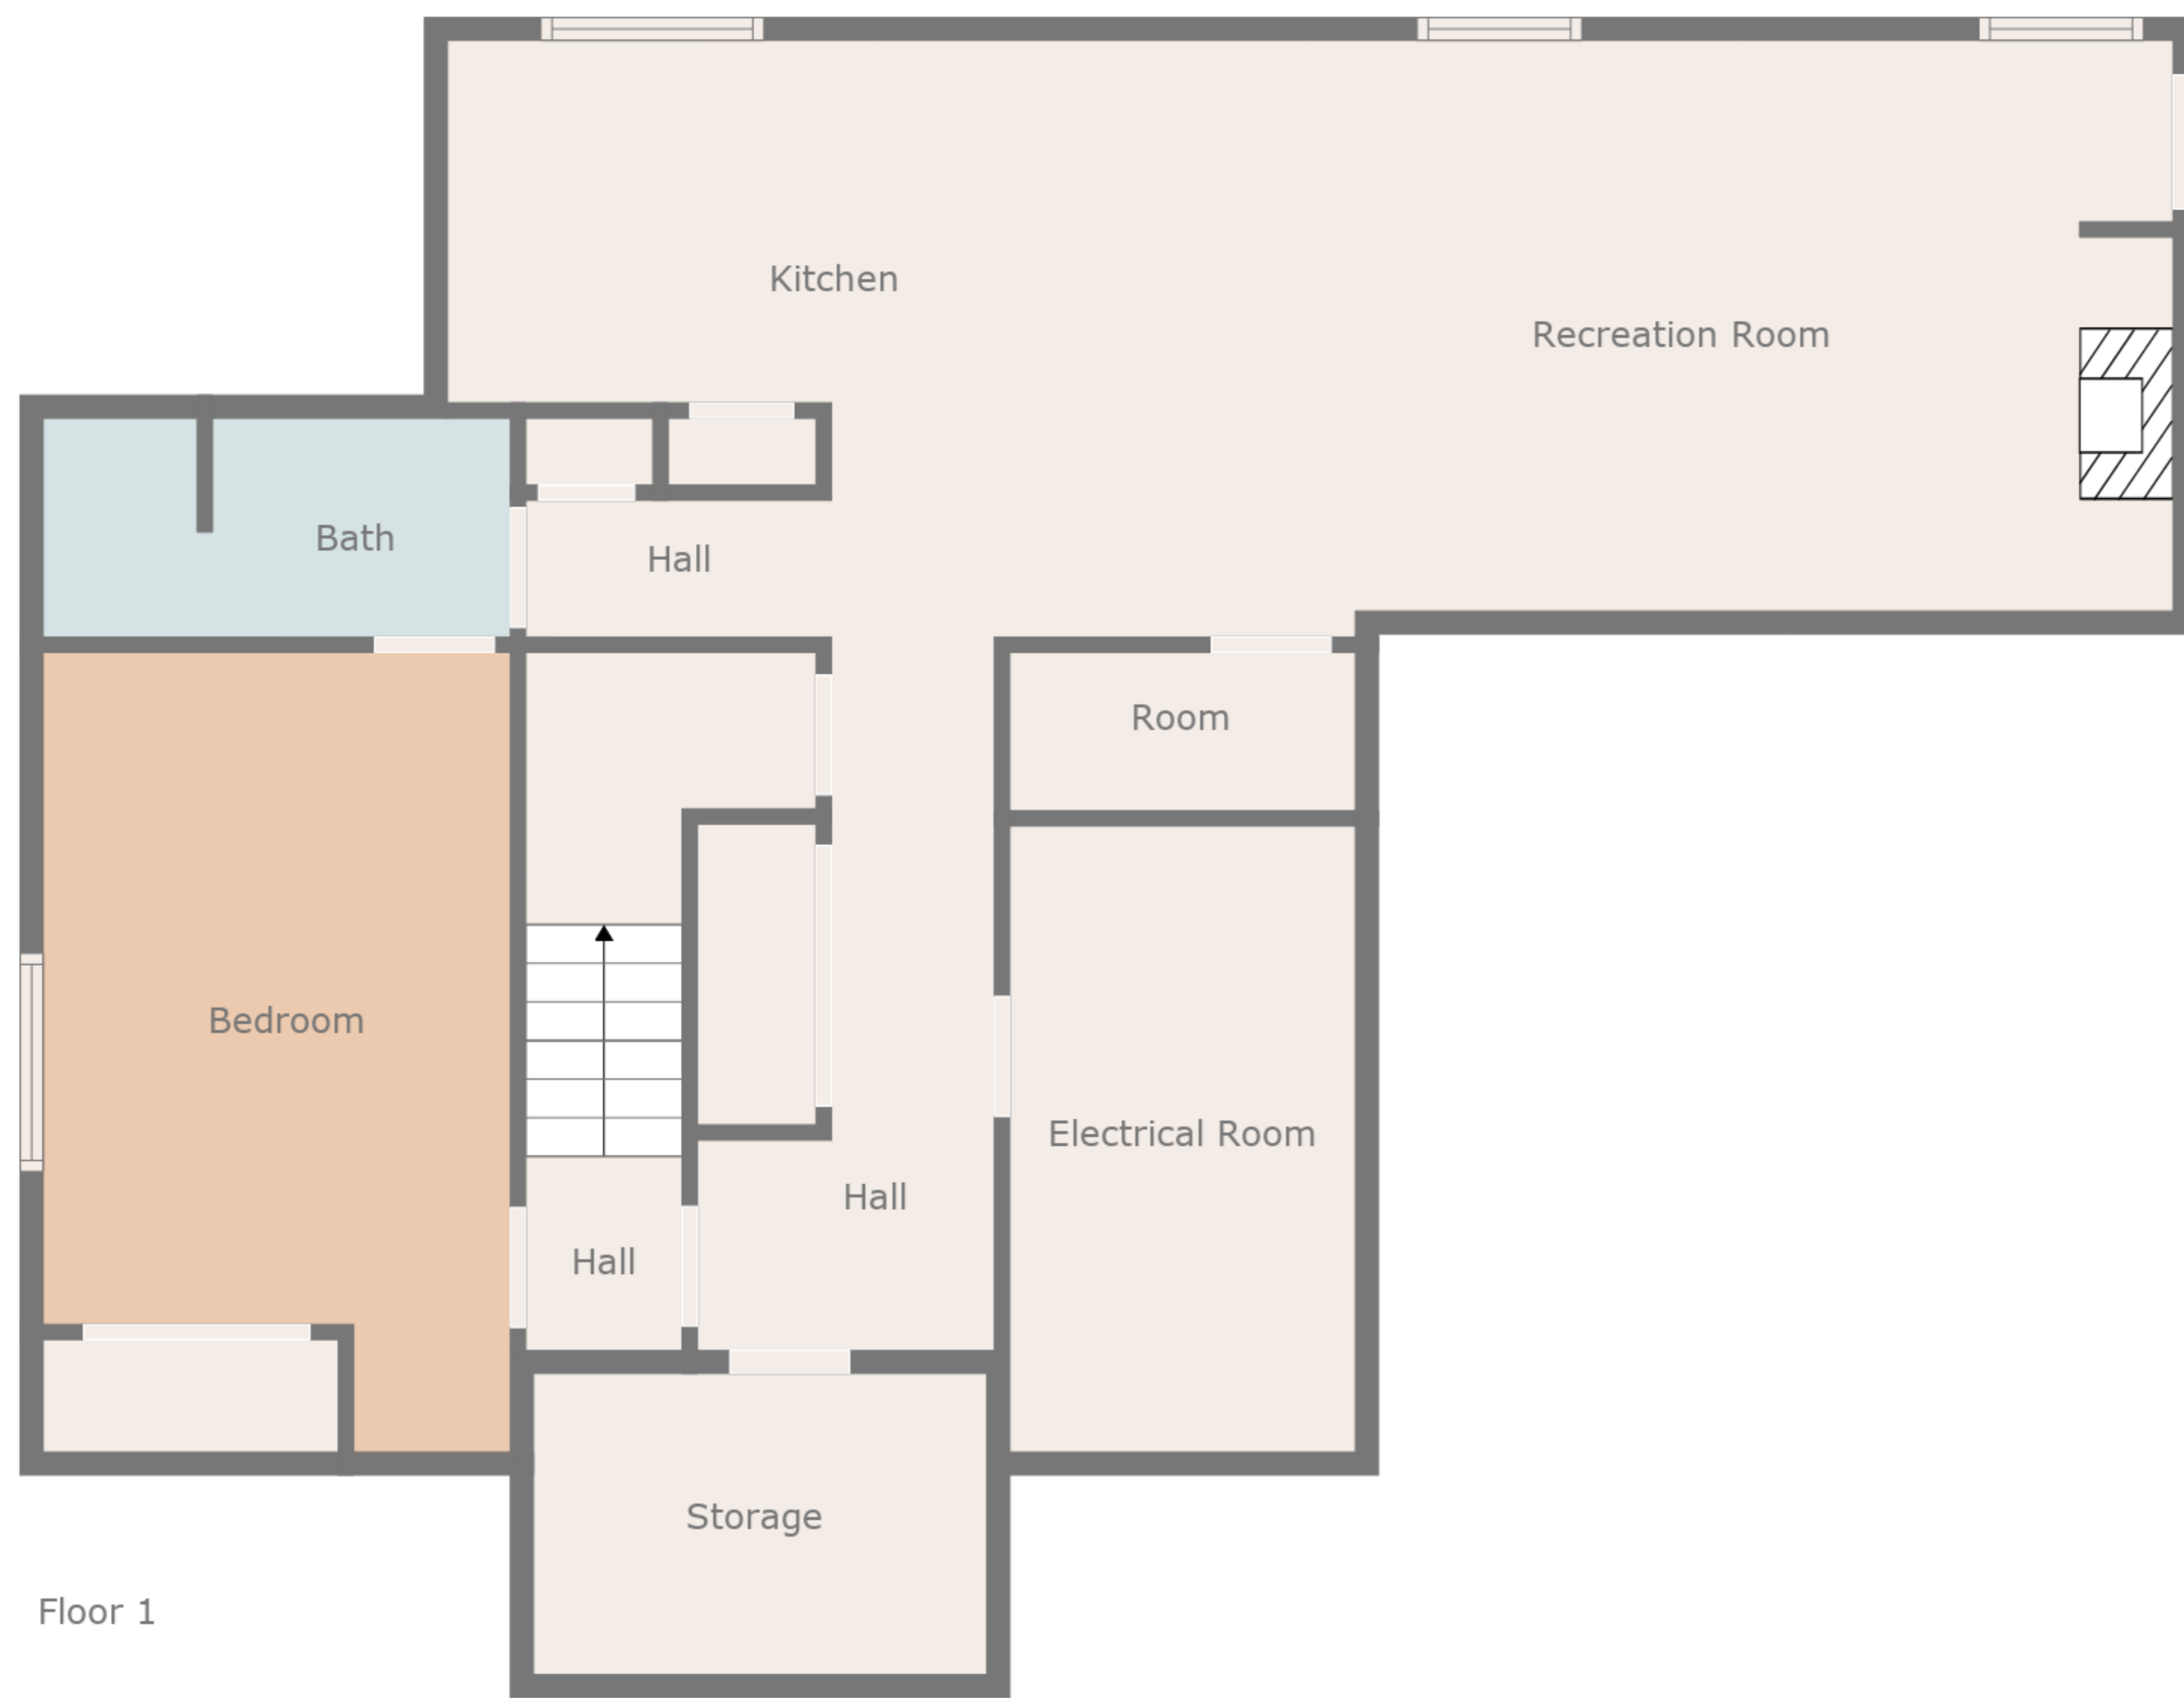 Kitchen
Recreation Room
Bath
Hall
Room
Bedroom
Electrical Room
Hall
Hall
Storage
Floor 1